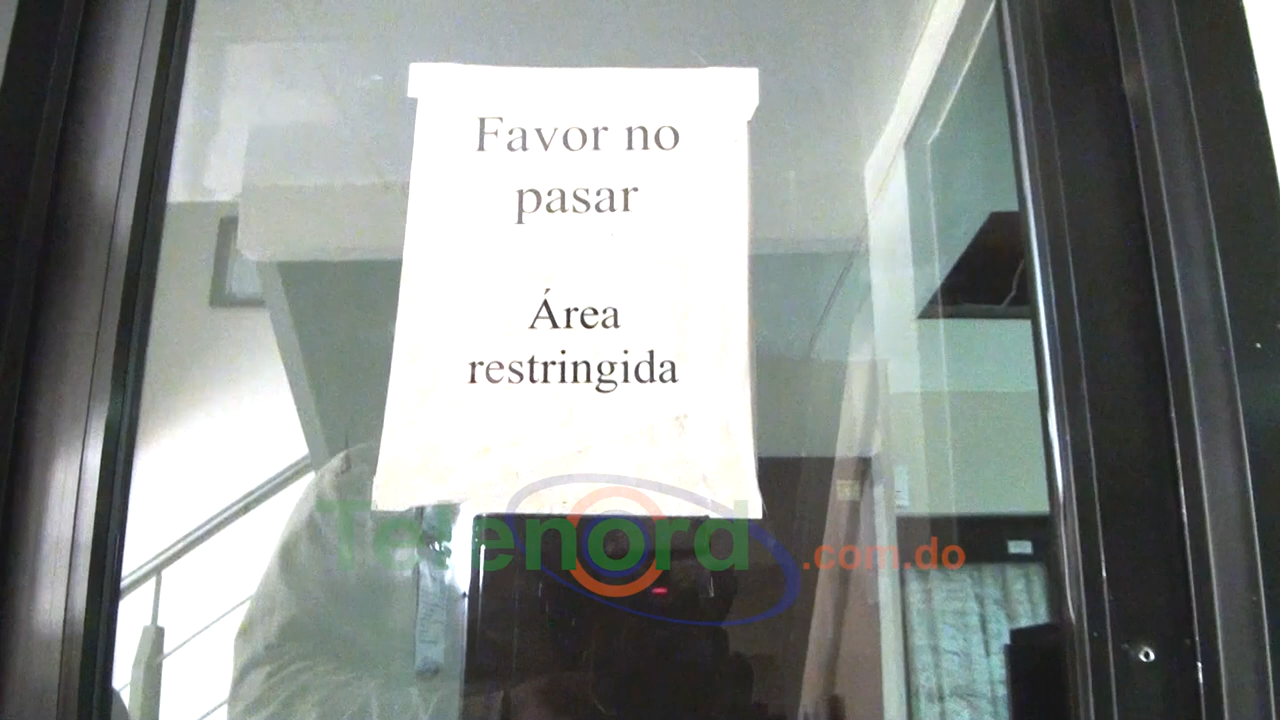 Favor no
pasar
Área
restringida
Telenord
.com.do